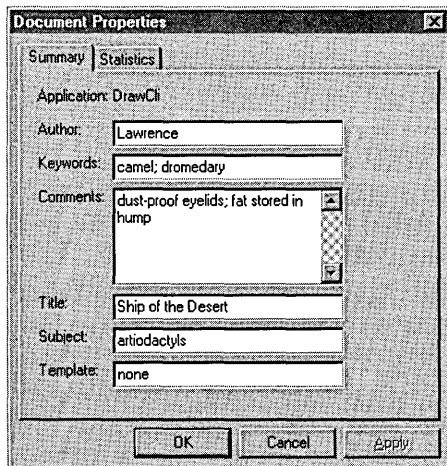 Document Properties
Summary Statistics
Application: DrawCli
Author: Lawrence
Keywords: camel; dromedary
Comments: dust-proof eyelids; fat stored in
hump
Title: Ship of the Desert
Subject: artiodactyls
Template: none
OK Cancel Apply